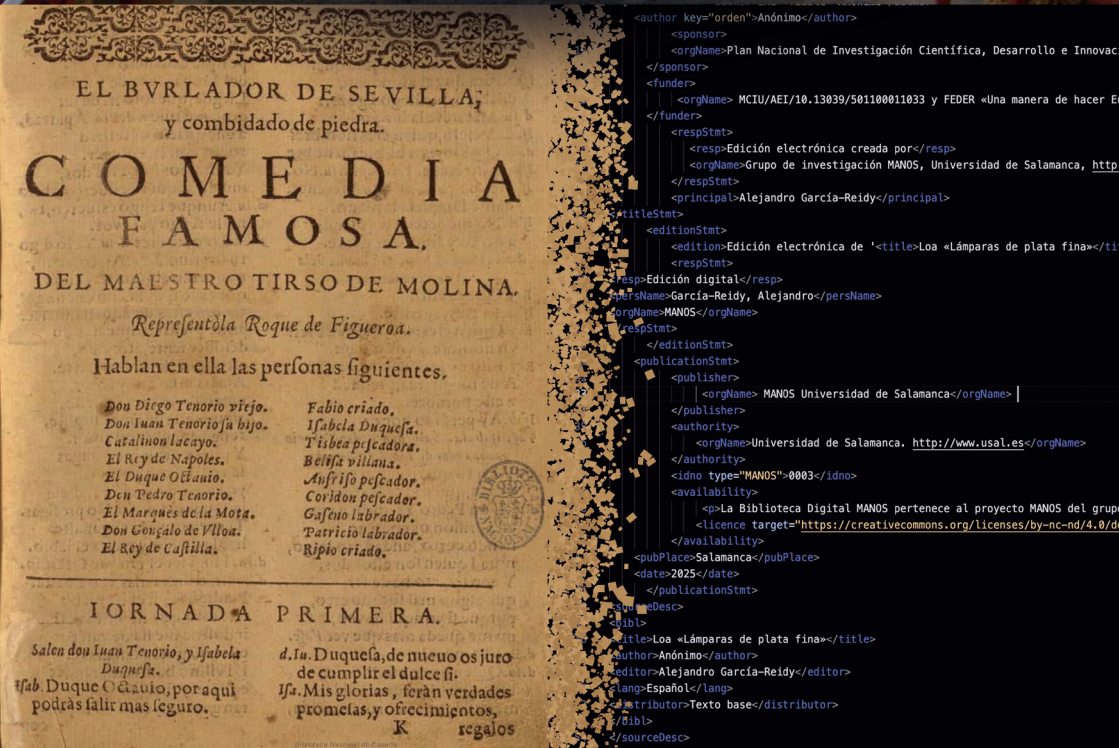 EL BVRLADOR DE SEVILLA,
y combidado de piedra.
COMEDIA
FAMOSA.
DEL MAESTRO TIRSO DE MOLINA.
Repreſentòla Roque de Figueroa.
Hablan en ella las perſonas ſiguientes.
Don Diego Tenorio viejo.
Don Iuan Tenorio ſu hijo.
Catalinon lacayo.
El Rey de Napoles.
El Duque Octauio.
Don Pedro Tenorio.
El Marquès de la Mota.
Don Gonçalo de Vlloa.
El Rey de Caſtilla.
Fabio criado.
Iſabela Duqueſa.
Tisbea peſcadora.
Beliſa villana.
Anfriſo peſcador.
Coridon peſcador.
Gaſeno labrador.
Patricio labrador.
Ripio criado.
IORNADA PRIMERA.
Salen don Iuan Tenorio, y Iſabela
Duqueſa.
Iſab. Duque Octauio, por aqui
podràs ſalir mas ſeguro.
d.Iu. Duqueſa, de nueuo os juro
de cumplir el dulce ſi.
Iſa. Mis glorias, ſeràn verdades
promeſas, y ofrecimientos,
K regalos
<author key="orden">Anónimo</author>
<sponsor>
<orgName>Plan Nacional de Investigación Científica, Desarrollo e Innovac
</sponsor>
<funder>
<orgName> MCIU/AEI/10.13039/501100011033 y FEDER «Una manera de hacer E
</funder>
<respStmt>
<resp>Edición electrónica creada por</resp>
<orgName>Grupo de investigación MANOS, Universidad de Salamanca, http
</respStmt>
<principal>Alejandro García-Reidy</principal>
titleStmt>
<editionStmt>
<edition>Edición electrónica de '<title>Loa «Lámparas de plata fina»</ti
<respStmt>
resp>Edición digital</resp>
persName>García-Reidy, Alejandro</persName>
orgName>MANOS</orgName>
/respStmt>
</editionStmt>
<publicationStmt>
<publisher>
<orgName> MANOS Universidad de Salamanca</orgName>
</publisher>
<authority>
<orgName>Universidad de Salamanca. http://www.usal.es</orgName>
</authority>
<idno type="MANOS">0003</idno>
<availability>
<p>La Biblioteca Digital MANOS pertenece al proyecto MANOS del grup
<licence target="https://creativecommons.org/licenses/by-nc-nd/4.0/d
</availability>
<pubPlace>Salamanca</pubPlace>
<date>2025</date>
</publicationStmt>
<sourceDesc>
<bibl>
title>Loa «Lámparas de plata fina»</title>
author>Anónimo</author>
editor>Alejandro García-Reidy</editor>
lang>Español</lang>
distributor>Texto base</distributor>
</bibl>
</sourceDesc>